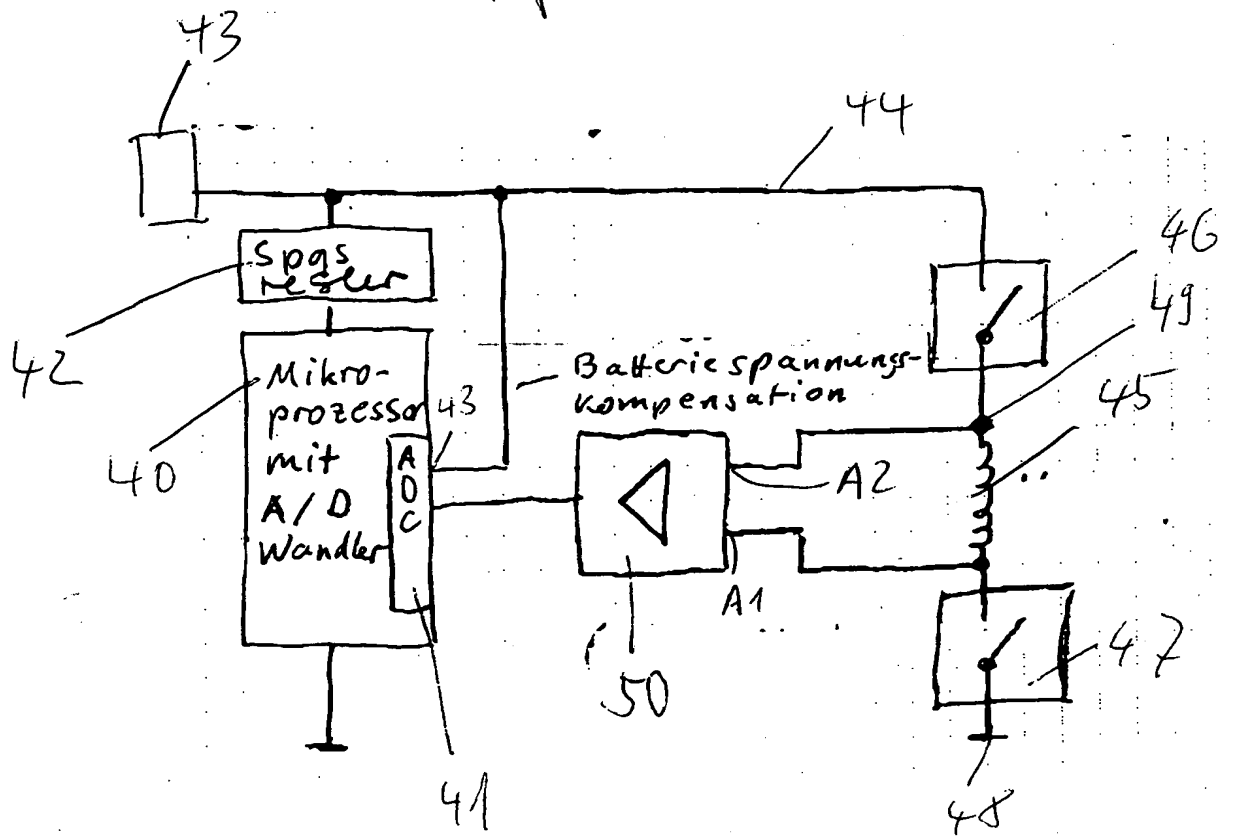 43
44
46
49
Spgs
regler
42
Mikro-
prozessor
mit
A/D
Wandler
43
ADC
Batteriespannungs-
kompensation
45
40
A2
A1
50
47
41
48